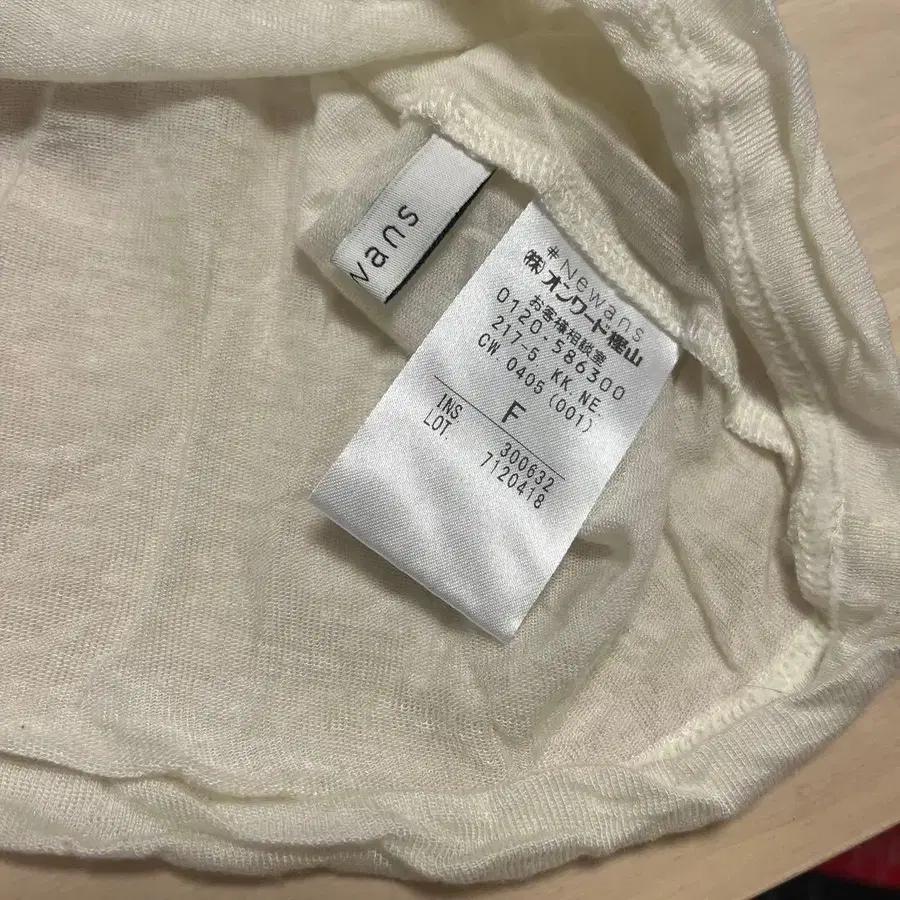 wans
#Newans
㈱オンワード樫山
お客様相談室
0120-586300
217-5 KK NE.
CW 0405(001)
F
INS 300632
LOT. 7120418